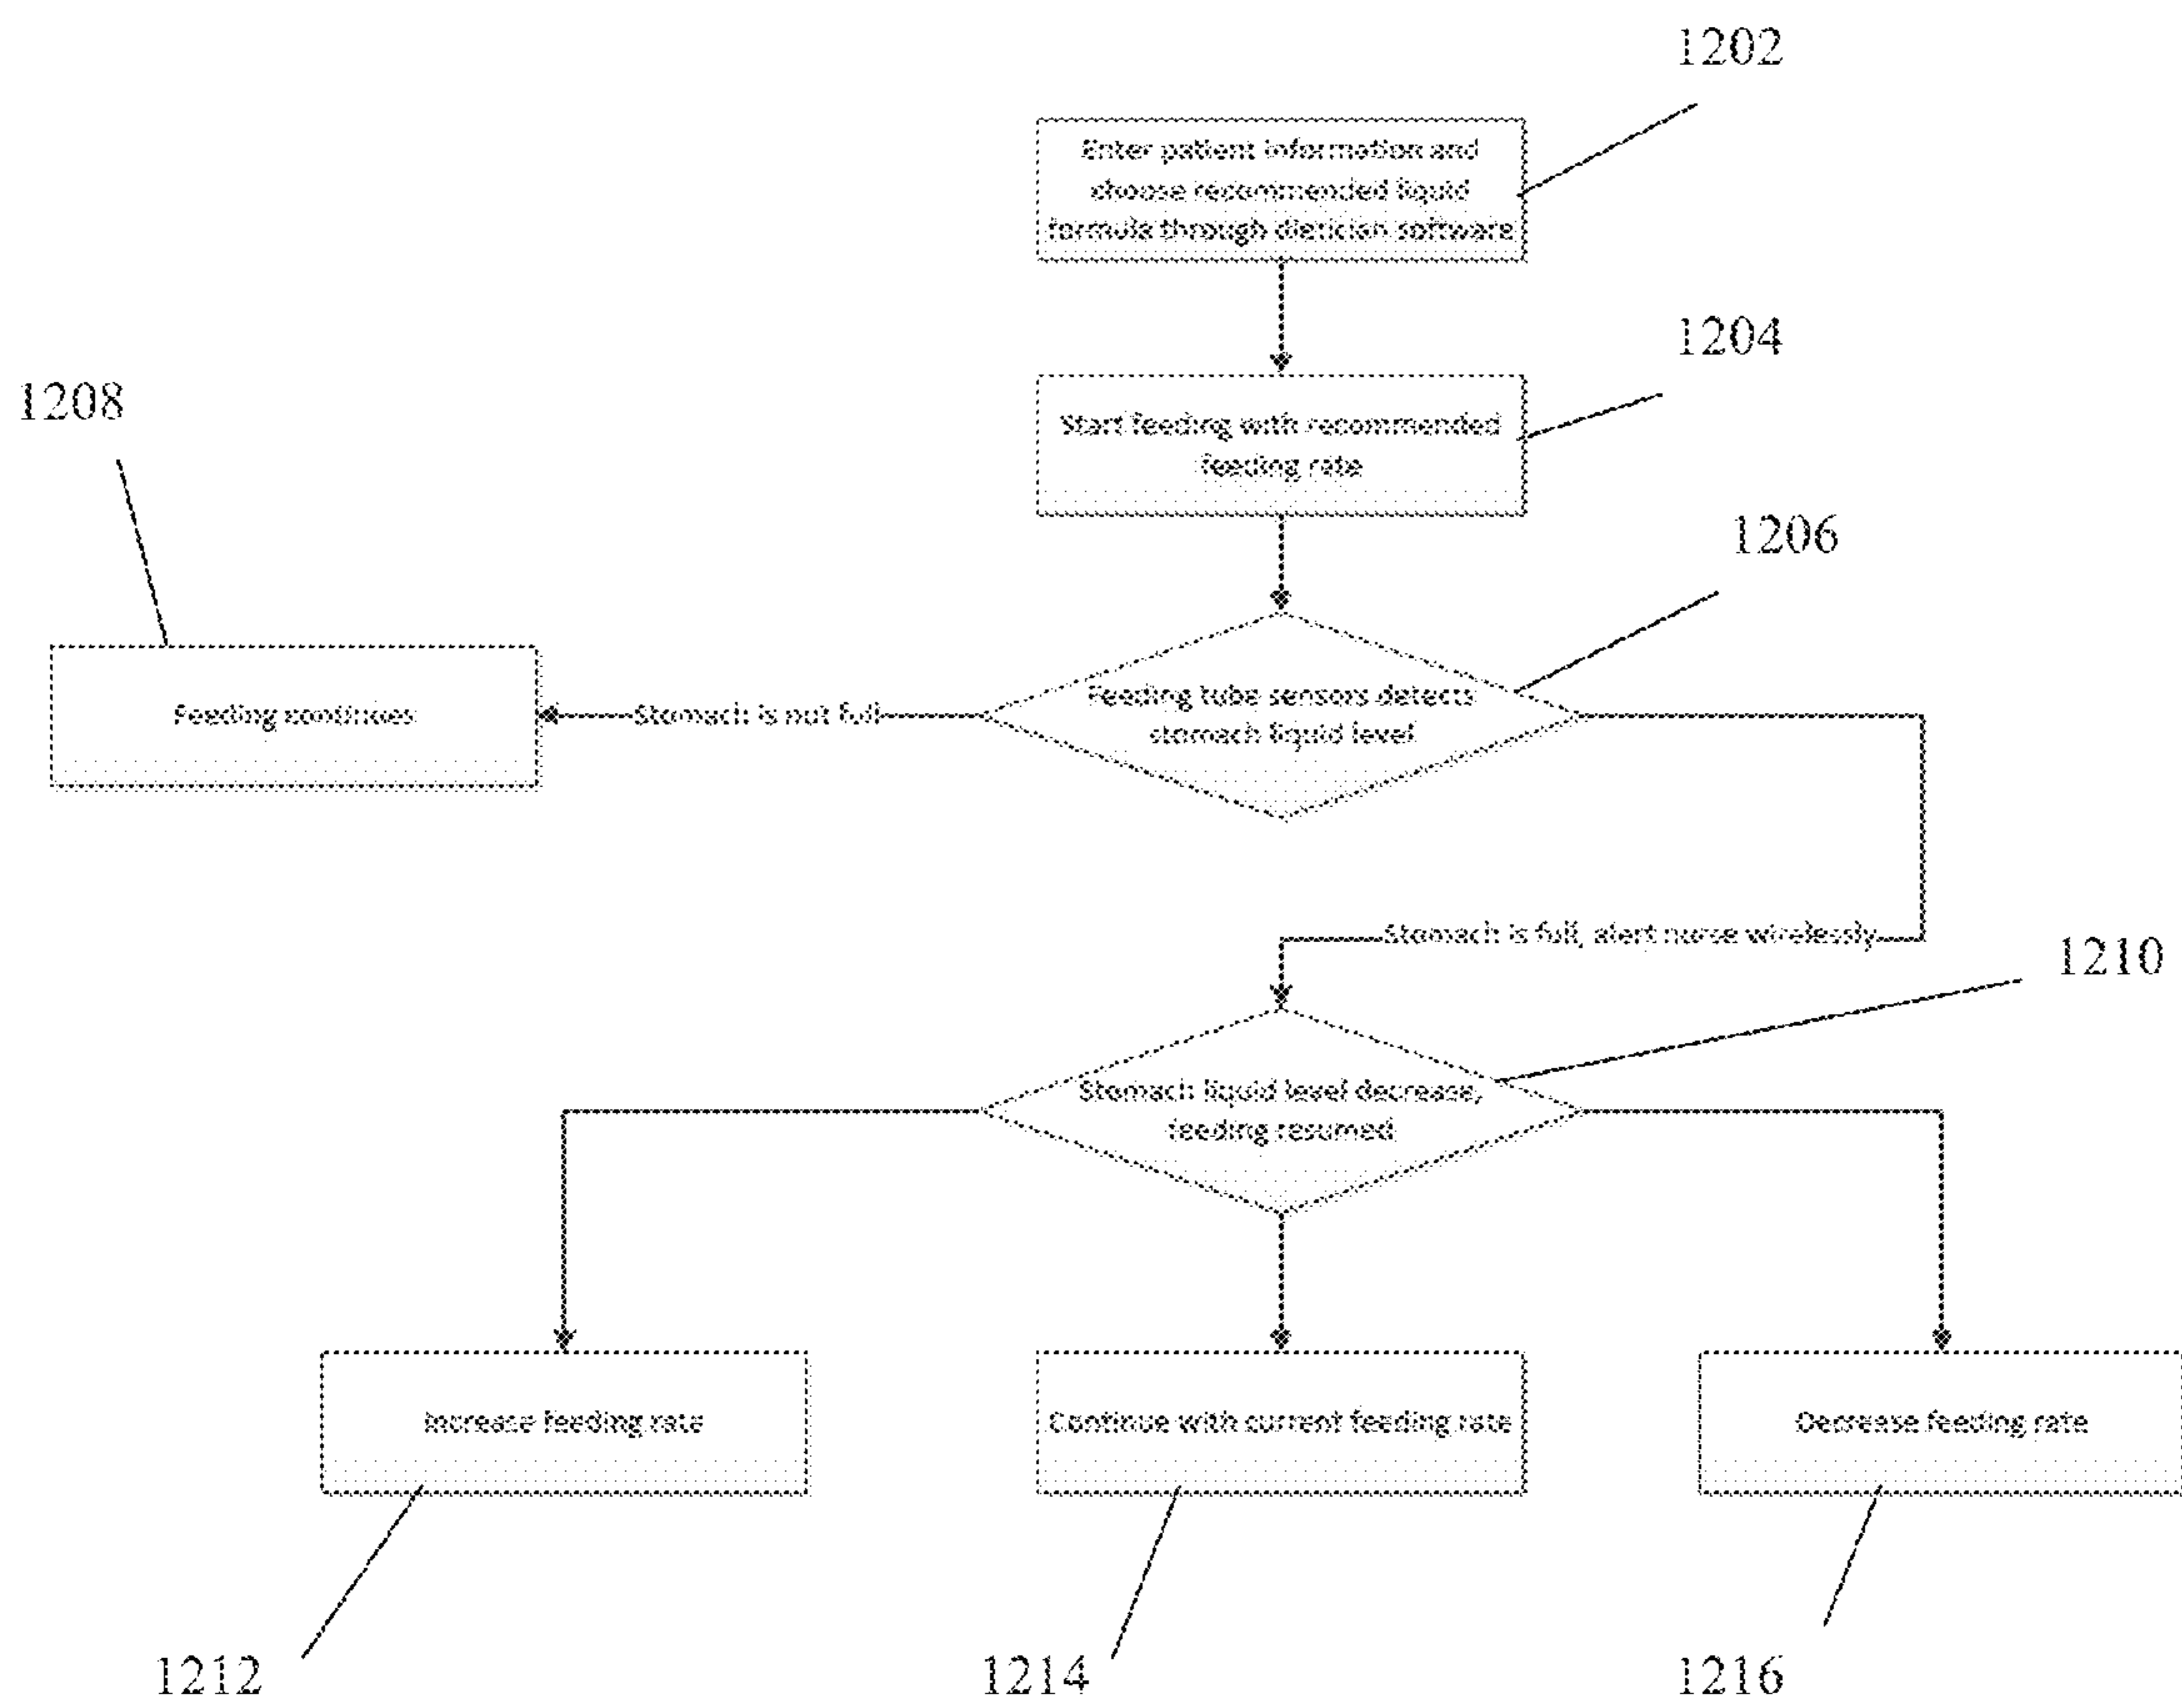 1202
Enter patient information and
choose recommended liquid
formula through dietician software
1204
Start feeding with recommended
feeding rate
1206
1208
Feeding tube sensors detects
stomach liquid level
Stomach is not full
Feeding continues
Stomach is full, alert nurse wirelessly
1210
Stomach liquid level decrease,
feeding resumed
Increase feeding rate
Continue with current feeding rate
Decrease feeding rate
1212
1214
1216